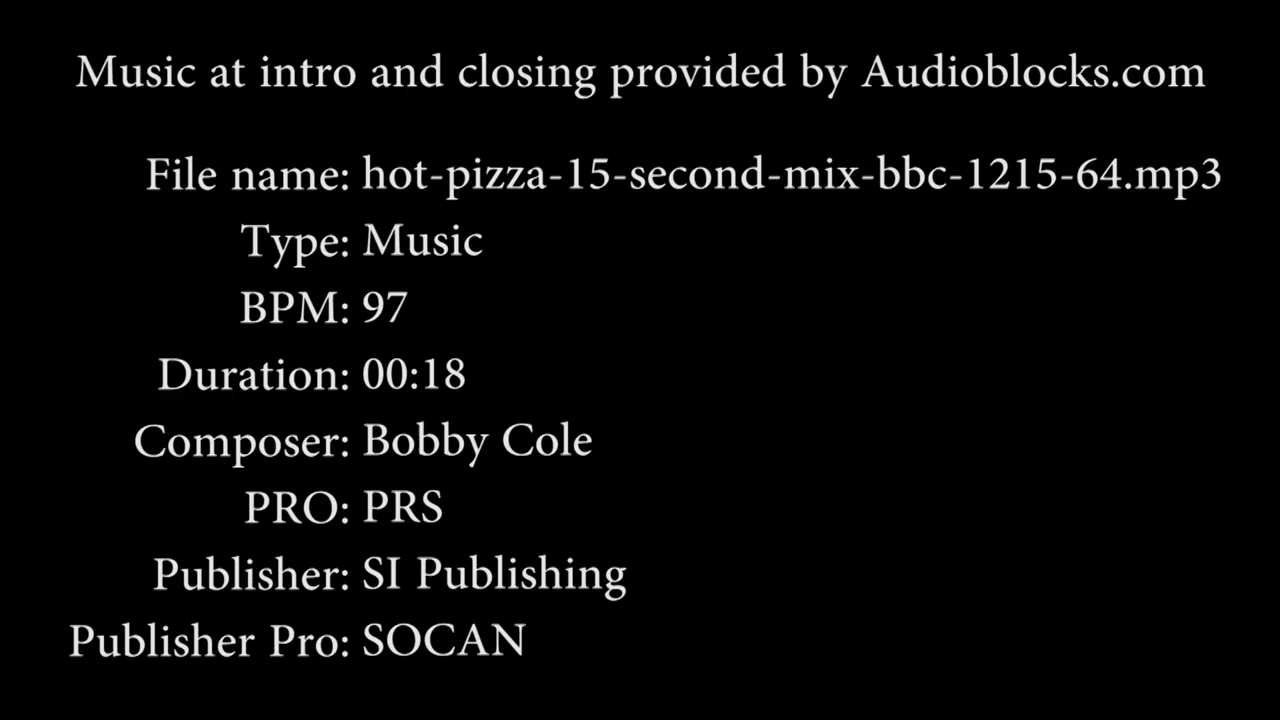 Music at intro and closing provided by Audioblocks.com
File name: hot-pizza-15-second-mix-bbc-1215-64.mp3
Type: Music
BPM: 97
Duration: 00:18
Composer: Bobby Cole
PRO: PRS
Publisher: SI Publishing
Publisher Pro: SOCAN